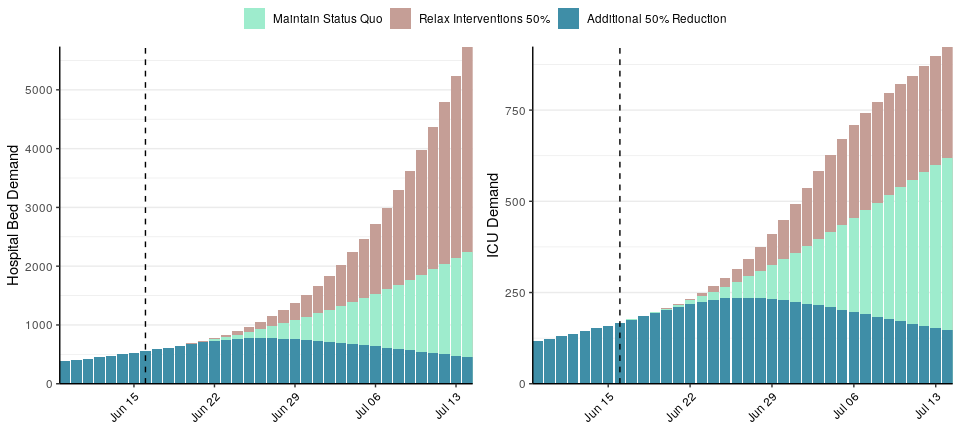 Maintain Status Quo Relax Interventions 50% Additional 50% Reduction
Hospital Bed Demand
5000
4000
3000
2000
1000
0
Jun 15 Jun 22 Jun 29 Jul 06 Jul 13
ICU Demand
750
500
250
0
Jun 15 Jun 22 Jun 29 Jul 06 Jul 13